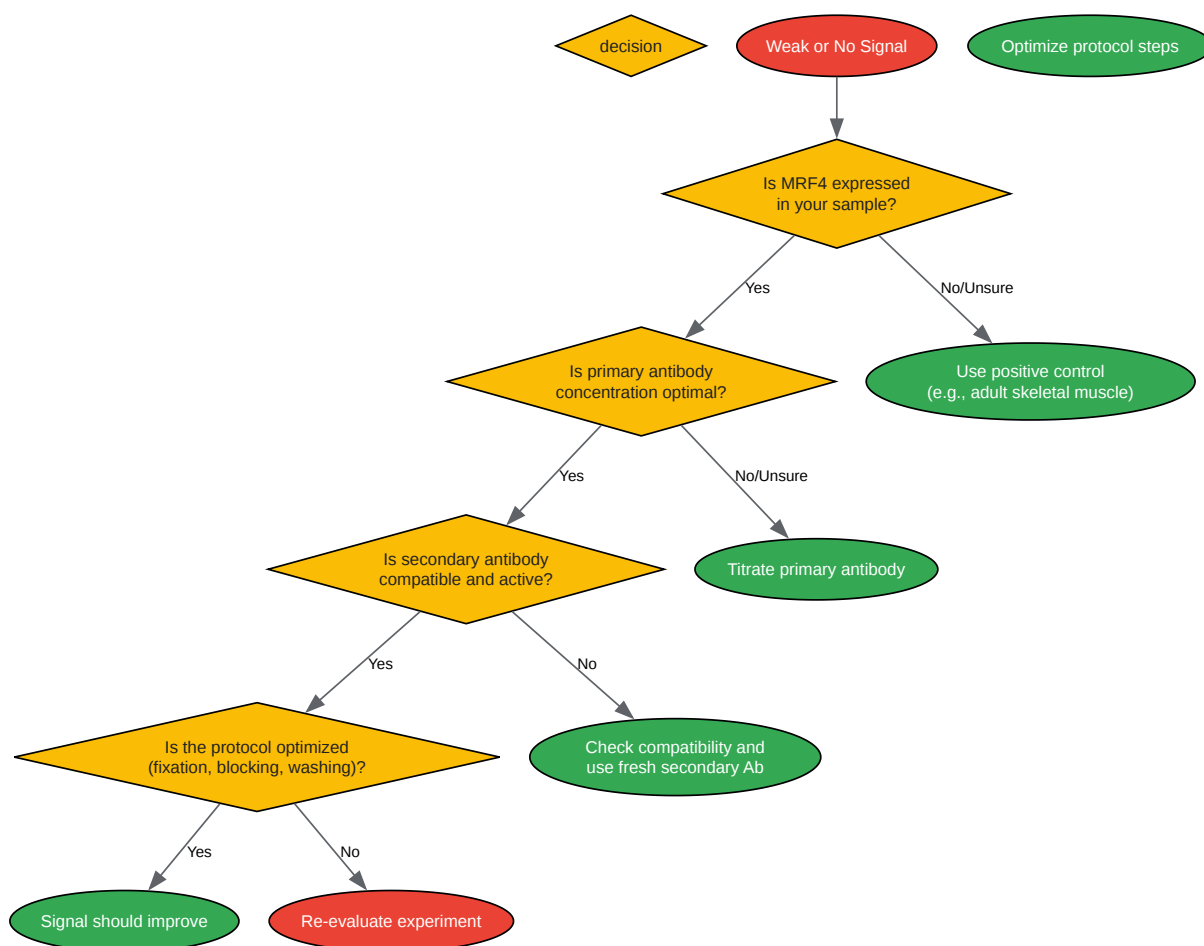 decision
Weak or No Signal
Optimize protocol steps
Is MRF4 expressed
in your sample?
Yes
No/Unsure
Is primary antibody
concentration optimal?
Use positive control
(e.g., adult skeletal muscle)
Yes
No/Unsure
Is secondary antibody
compatible and active?
Titrate primary antibody
Yes
No
Is the protocol optimized
(fixation, blocking, washing)?
Check compatibility and
use fresh secondary Ab
Yes
No
Signal should improve
Re-evaluate experiment